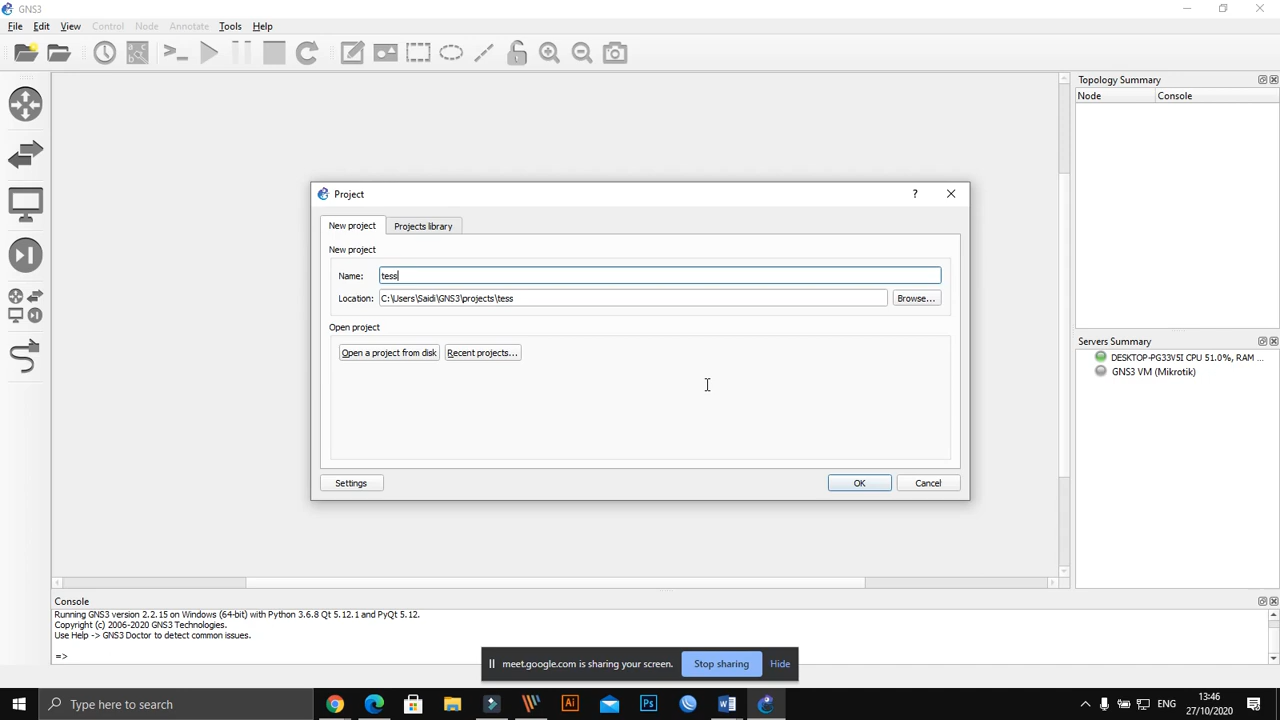 GNS3
File Edit View Control Node Annotate Tools Help
Topology Summary
Node Console
Project
?
New project Projects library
New project
Name: tess
Location: C:\Users\Saidi\GNS3\projects\tess Browse...
Open project
Open a project from disk Recent projects...
Settings OK Cancel
Servers Summary
DESKTOP-PG33V5I CPU 51.0%, RAM ...
GNS3 VM (Mikrotik)
Console
Running GNS3 version 2.2.15 on Windows (64-bit) with Python 3.6.8 Qt 5.12.1 and PyQt 5.12.
Copyright (c) 2006-2020 GNS3 Technologies.
Use Help -> GNS3 Doctor to detect common issues.
=>
meet.google.com is sharing your screen. Stop sharing Hide
Type here to search
Ai
Ps
ENG
13:46
27/10/2020